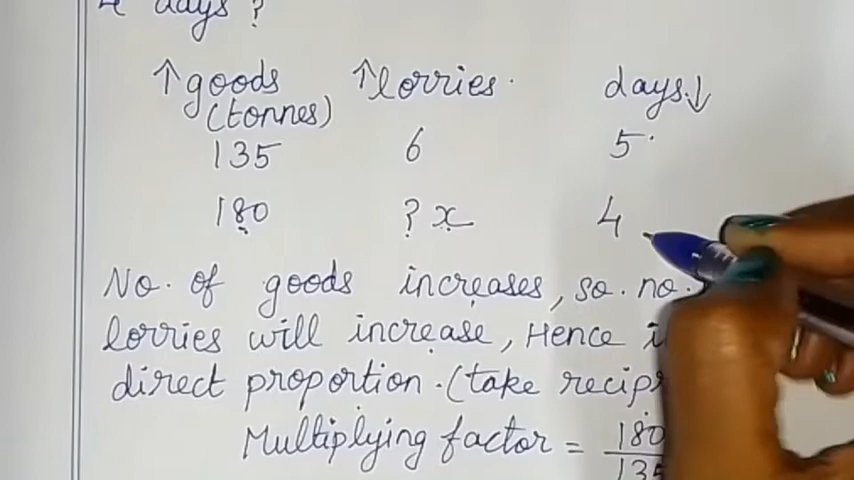 4 days ?
↑ goods ↑ lorries. days. ↓
(tonnes)
135 6 5.
180 ? x 4
No. of goods increases, so. no.
lorries will increase, Hence
direct proportion. (take
Multiplying factor = 180
135